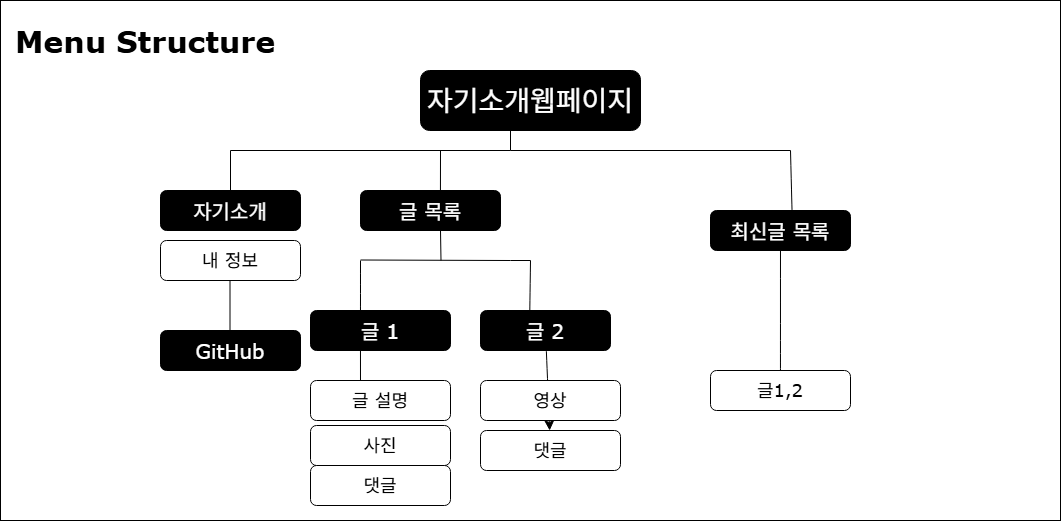 Menu Structure
자기소개웹페이지
자기소개
글 목록
최신글 목록
내 정보
GitHub
글 1
글 2
글 설명
영상
글1,2
사진
댓글
댓글